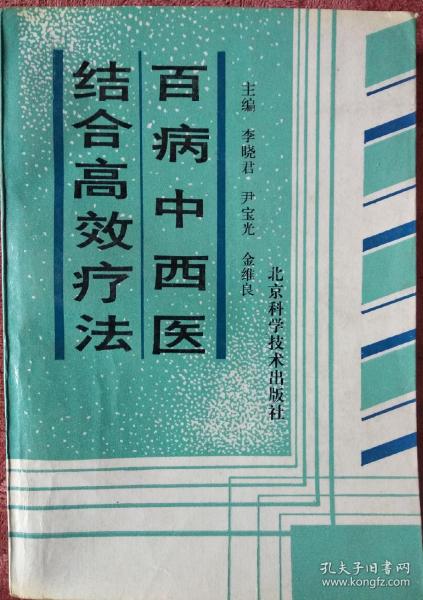 百病中西医
结合高效疗法
主编 李晓君 尹宝光 金维良
北京科学技术出版社
孔夫子旧书网
www.kongfz.com